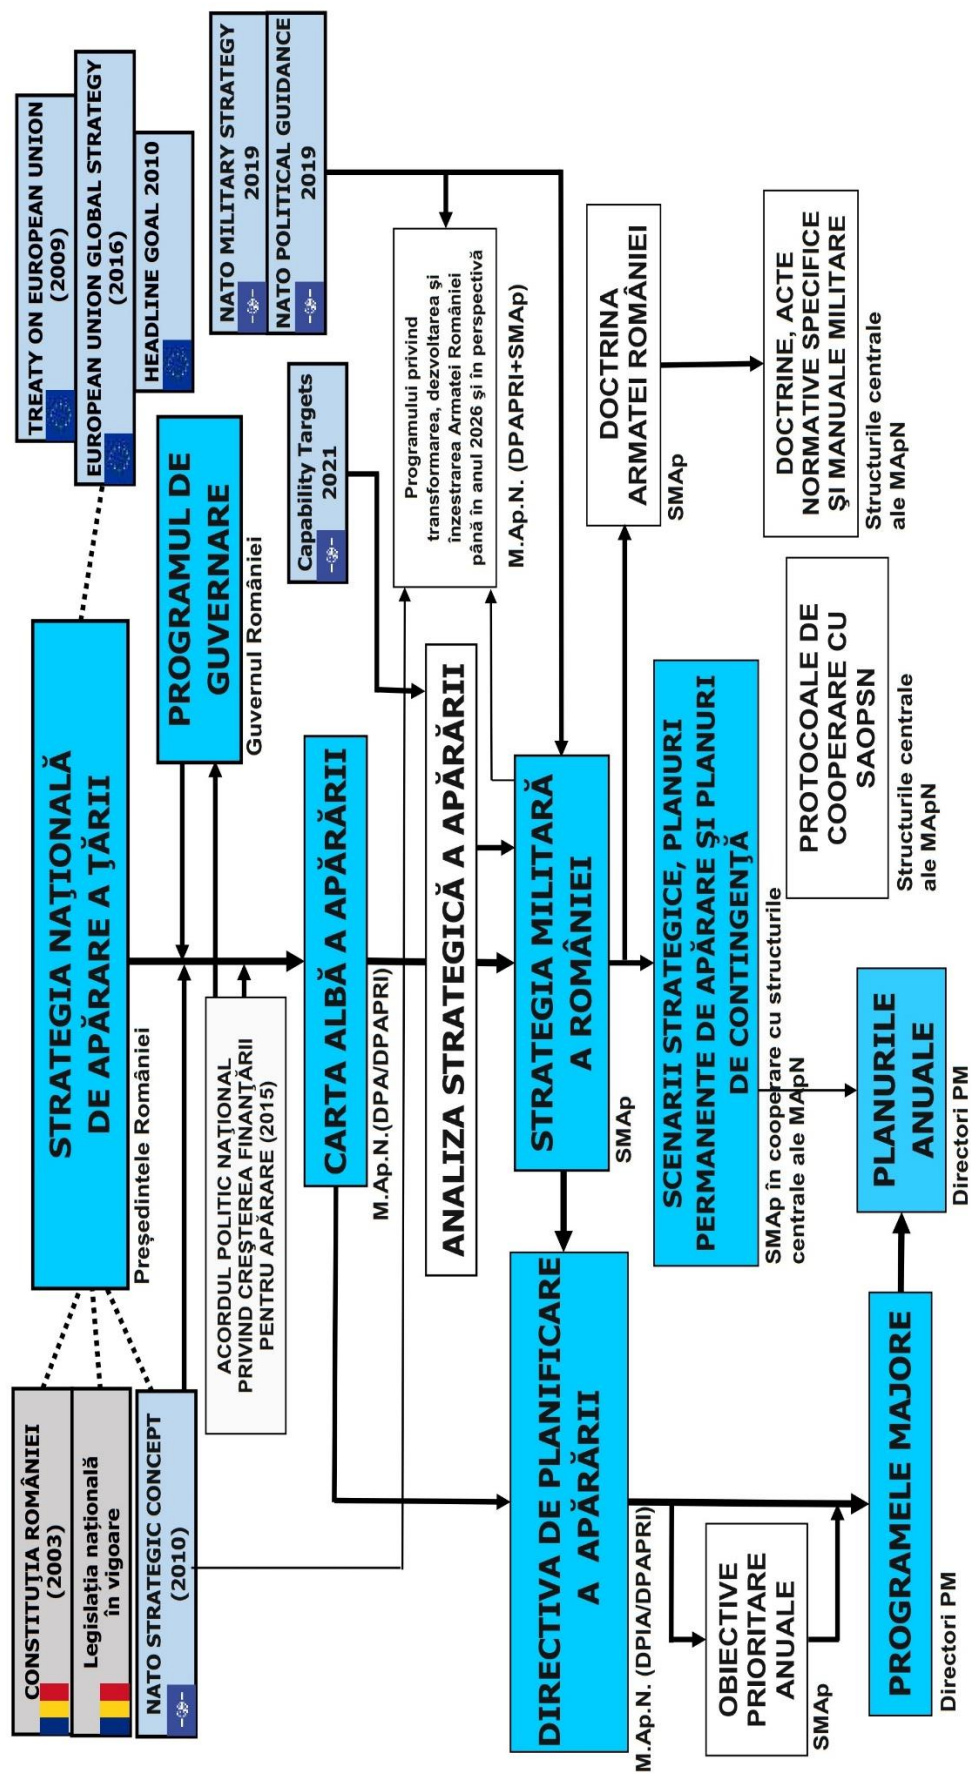 CONSTITUŢIA ROMÂNIEI
(2003)
Legislaţia naţională
în vigoare
NATO STRATEGIC CONCEPT
(2010)
STRATEGIA NAŢIONALĂ
DE APĂRARE A ŢĂRII
Preşedintele României
TREATY ON EUROPEAN UNION
(2009)
EUROPEAN UNION GLOBAL STRATEGY
(2016)
HEADLINE GOAL 2010
PROGRAMUL DE
GUVERNARE
Guvernul României
NATO MILITARY STRATEGY
2019
NATO POLITICAL GUIDANCE
2019
ACORDUL POLITIC NAŢIONAL
PRIVIND CREŞTEREA FINANŢĂRII
PENTRU APĂRARE (2015)
CARTA ALBĂ A APĂRĂRII
M.Ap.N.(DPA/DPAPRI)
Capability Targets
2021
Programului privind
transformarea, dezvoltarea şi
înzestrarea Armatei României
până în anul 2026 şi în perspectivă
M.Ap.N. (DPAPRI+SMAp)
ANALIZA STRATEGICĂ A APĂRĂRII
DIRECTIVA DE PLANIFICARE
A APĂRĂRII
M.Ap.N. (DPIA/DPAPRI)
STRATEGIA MILITARĂ
A ROMÂNIEI
SMAp
DOCTRINA
ARMATEI ROMÂNIEI
SMAp
SCENARII STRATEGICE, PLANURI
PERMANENTE DE APĂRARE ŞI PLANURI
DE CONTINGENŢĂ
SMAp în cooperare cu structurile
centrale ale MApN
DOCTRINE, ACTE
NORMATIVE SPECIFICE
ŞI MANUALE MILITARE
Structurile centrale
ale MApN
OBIECTIVE
PRIORITARE
ANUALE
SMAp
PROTOCOALE DE
COOPERARE CU
SAOPSN
Structurile centrale
ale MApN
PROGRAMELE MAJORE
Directori PM
PLANURILE
ANUALE
Directori PM